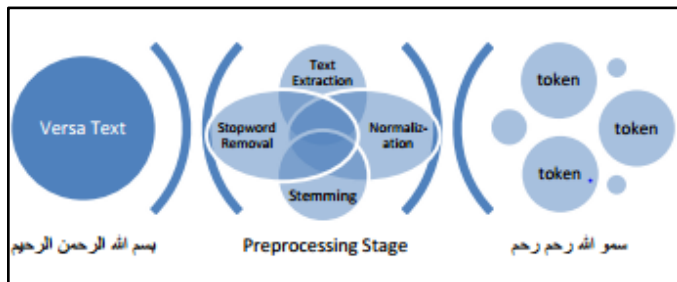 Versa Text
Text
Extraction
Stopword
Removal
Normaliz-
ation
Stemming
token
token
token
بسم الله الرحمن الرحيم
Preprocessing Stage
سمو الله رحم رحم